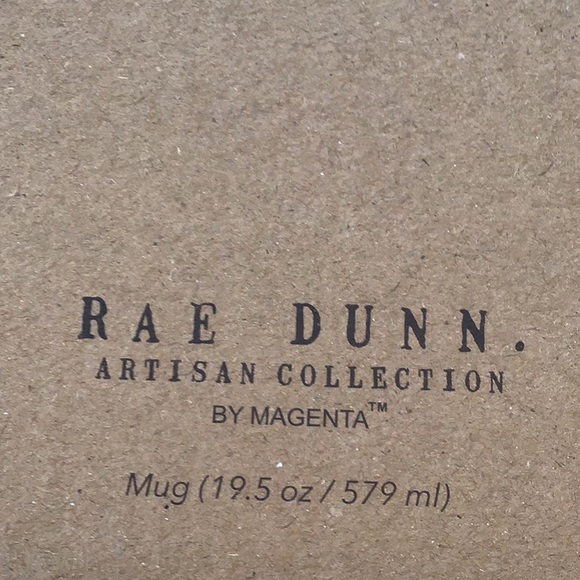 RAE DUNN.
ARTISAN COLLECTION
BY MAGENTA™
Mug (19.5 oz / 579 ml)